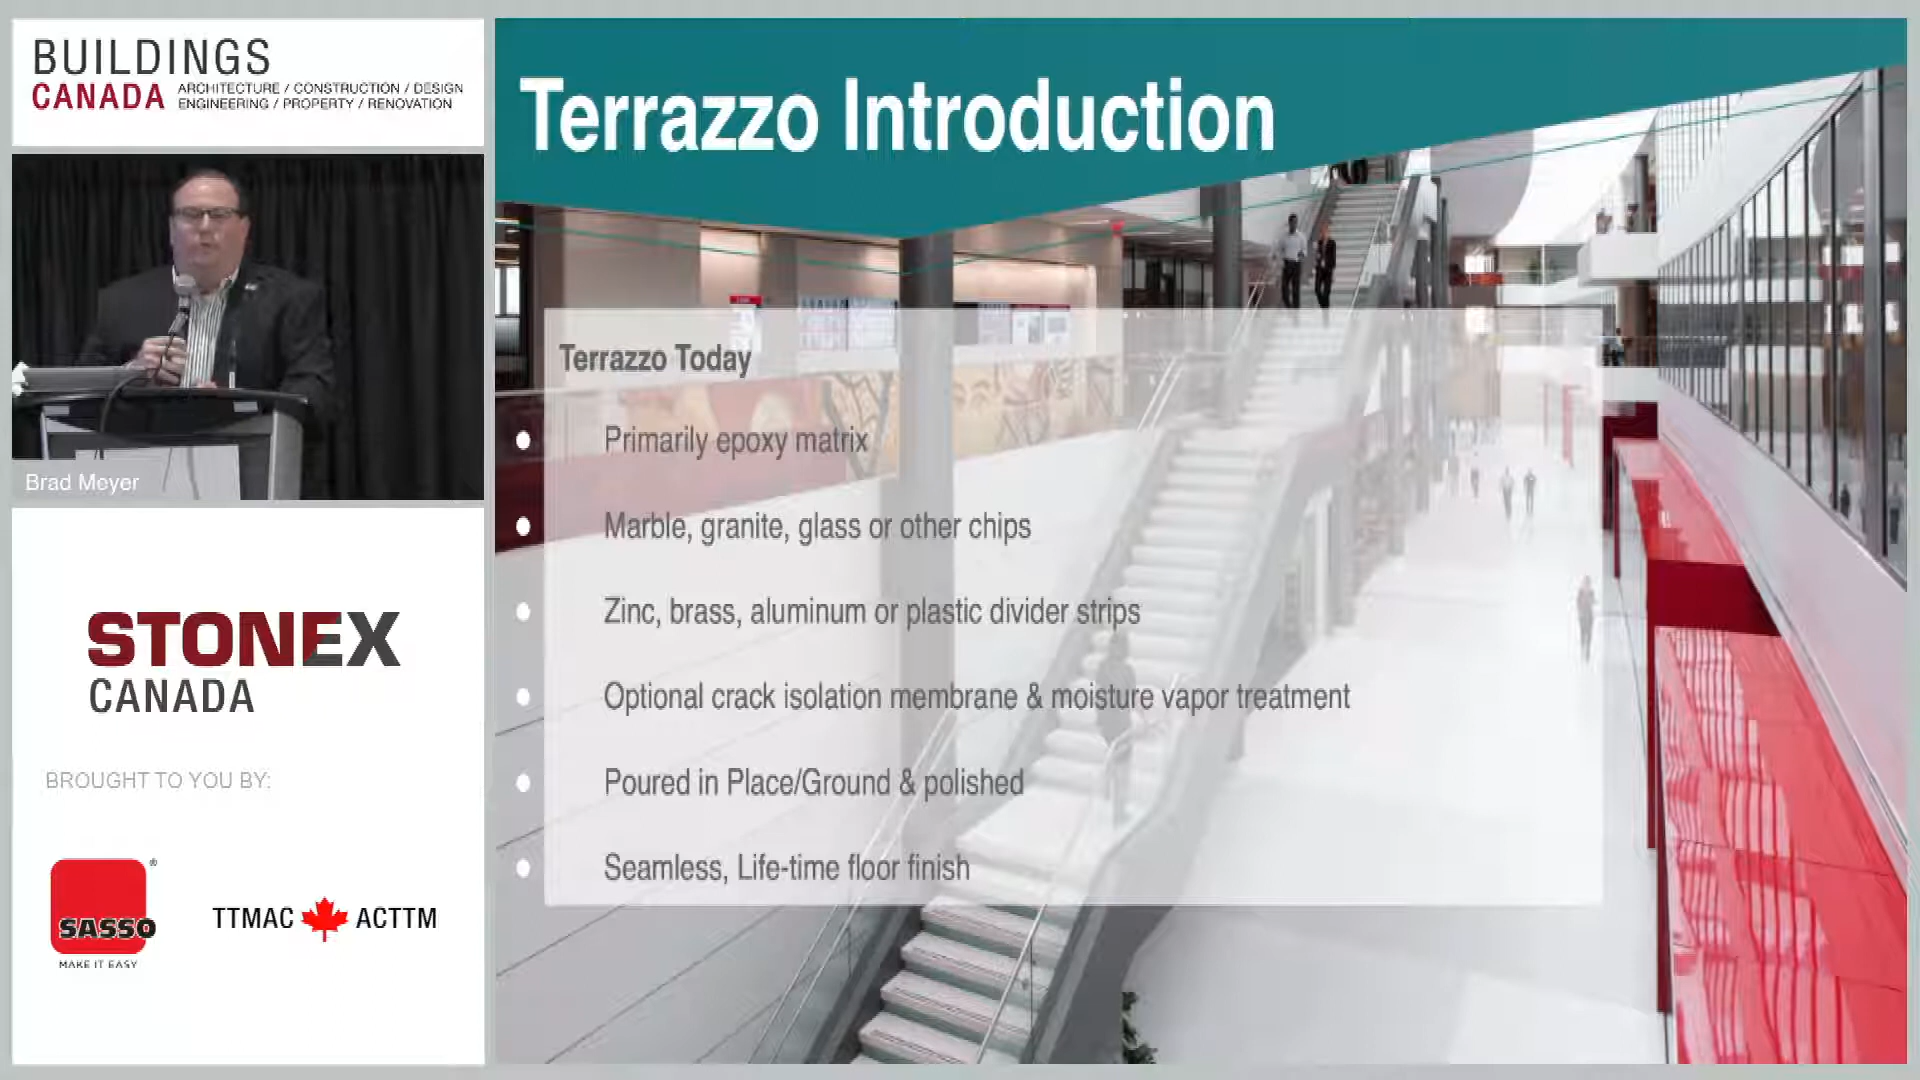 BUILDINGS
CANADA
ARCHITECTURE / CONSTRUCTION / DESIGN
ENGINEERING / PROPERTY / RENOVATION
Brad Meyer
STONEX
CANADA
BROUGHT TO YOU BY:
SASSO
®
MAKE IT EASY
TTMAC ACTTM
Terrazzo Introduction
Terrazzo Today
Primarily epoxy matrix
Marble, granite, glass or other chips
Zinc, brass, aluminum or plastic divider strips
Optional crack isolation membrane & moisture vapor treatment
Poured in Place/Ground & polished
Seamless, Life-time floor finish